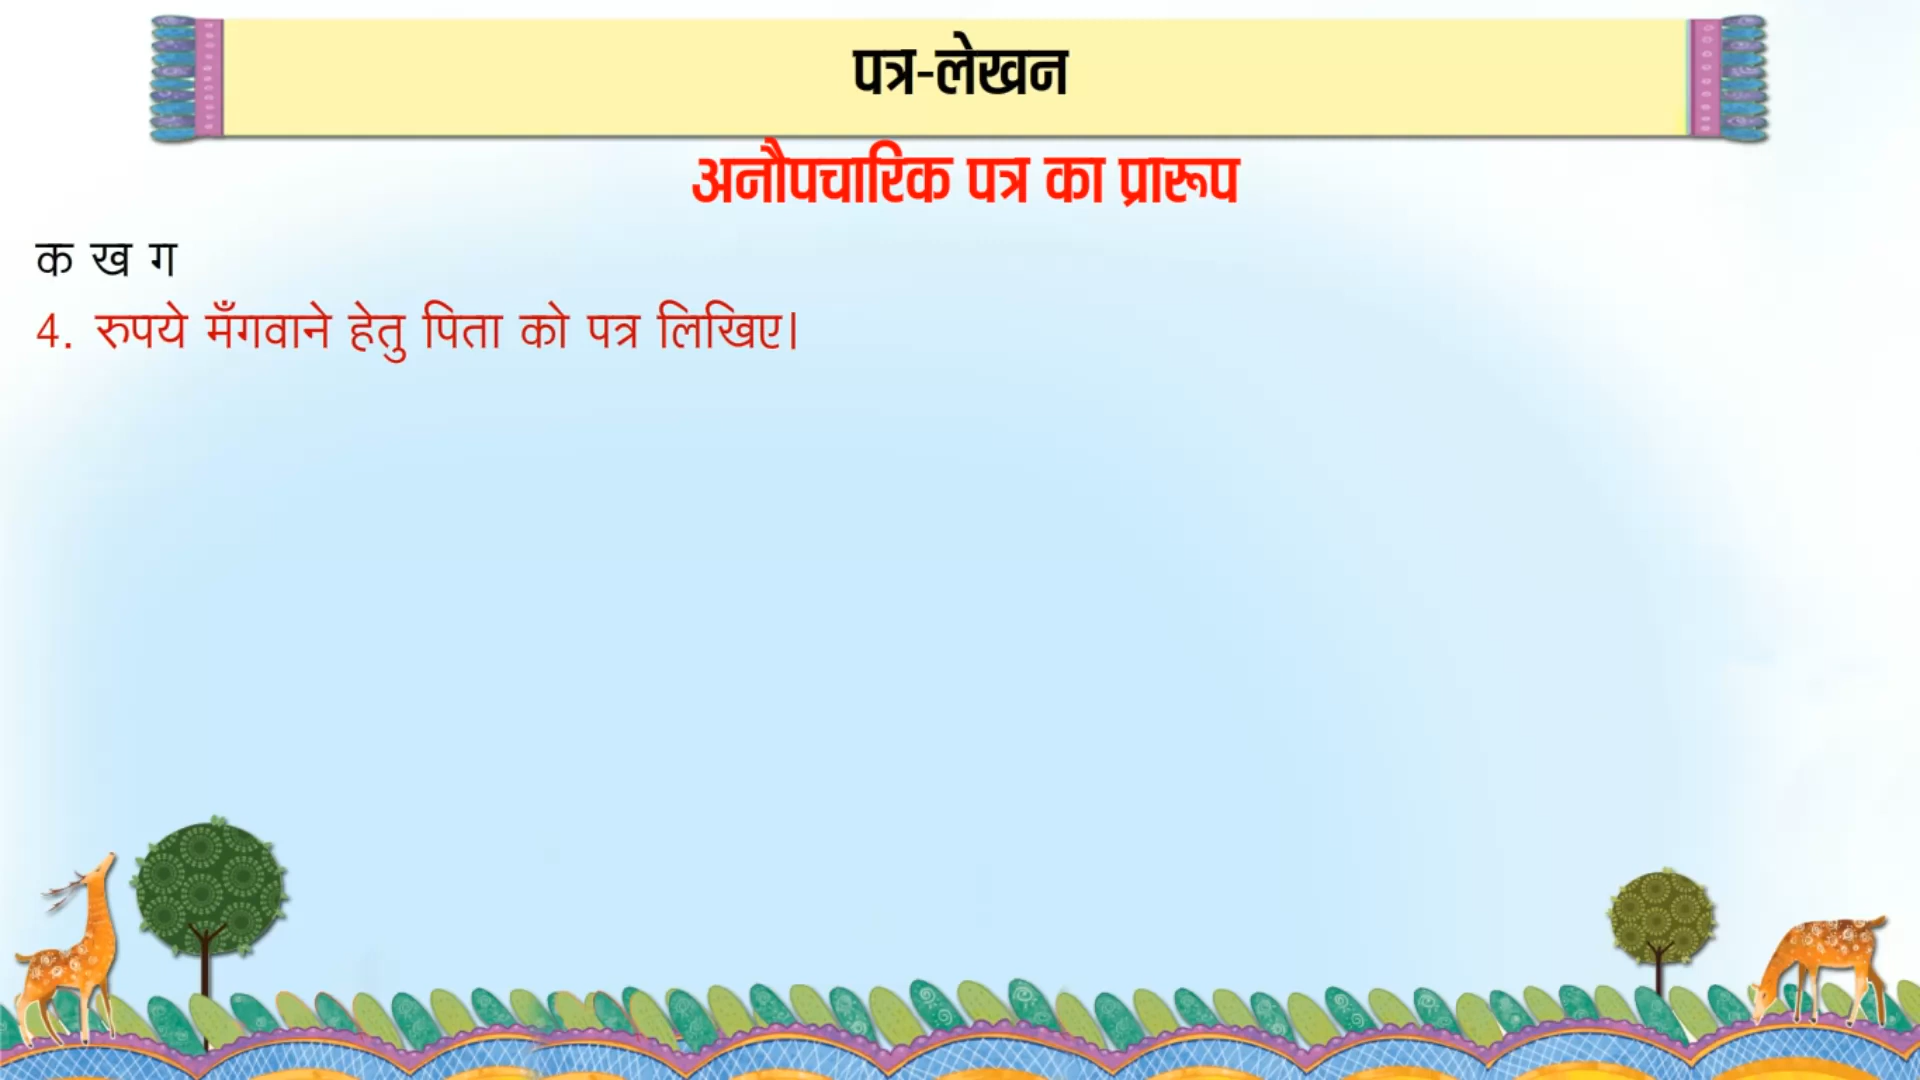 पत्र-लेखन
अनौपचारिक पत्र का प्रारूप
क ख ग
4. रुपये मँगवाने हेतु पिता को पत्र लिखिए।